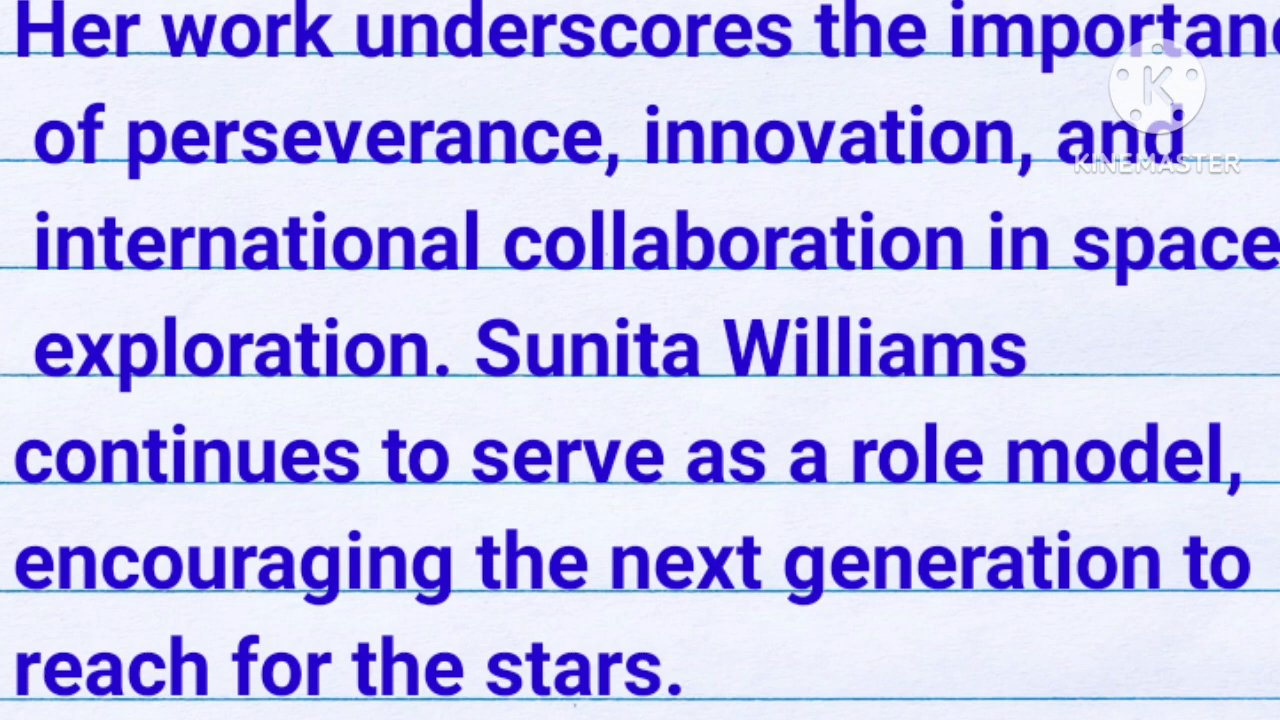 Her work underscores the importanc
of perseverance, innovation, and
KINEMASTER
international collaboration in space
exploration. Sunita Williams
continues to serve as a role model,
encouraging the next generation to
reach for the stars.